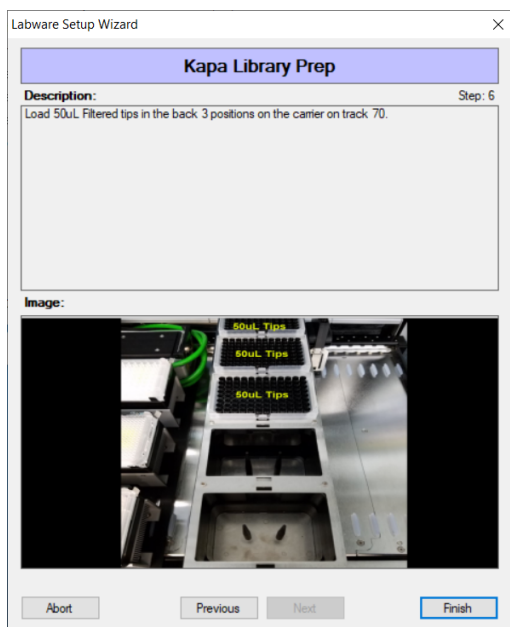 Labware Setup Wizard
Kapa Library Prep
Description: Step: 6
Load 50uL Filtered tips in the back 3 positions on the carrier on track 70.
Image:
50uL Tips
50uL Tips
50uL Tips
Abort Previous Next Finish